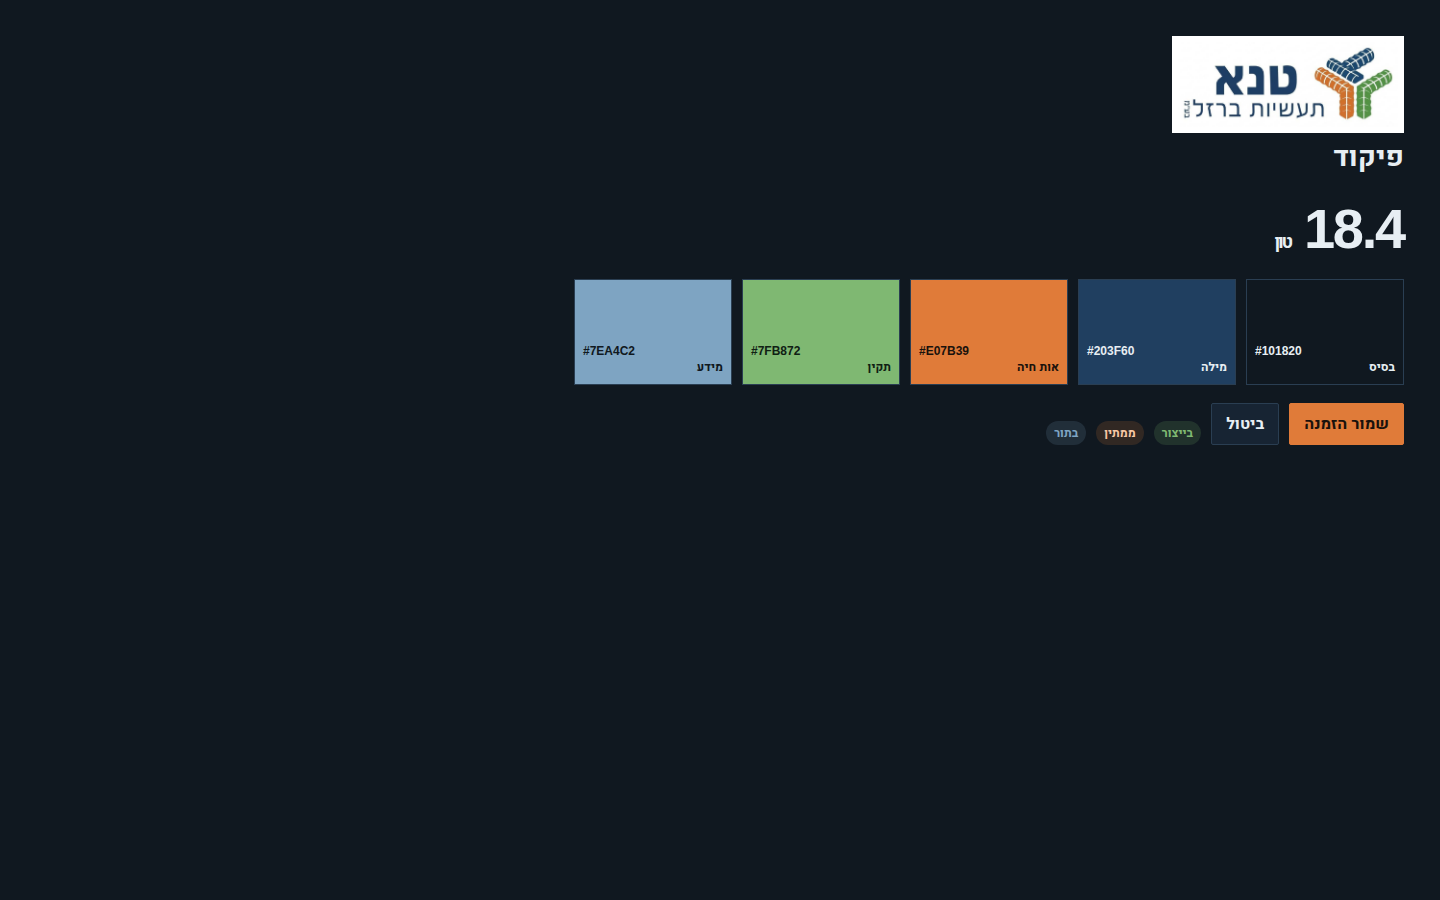 טנא
תעשיות ברזל בע״מ
פיקוד
18.4 טון
#101820
בסיס
#203F60
מילה
#E07B39
אות חיה
#7FB872
תקין
#7EA4C2
מידע
שמור הזמנה
ביטול
בייצור
ממתין
בתור